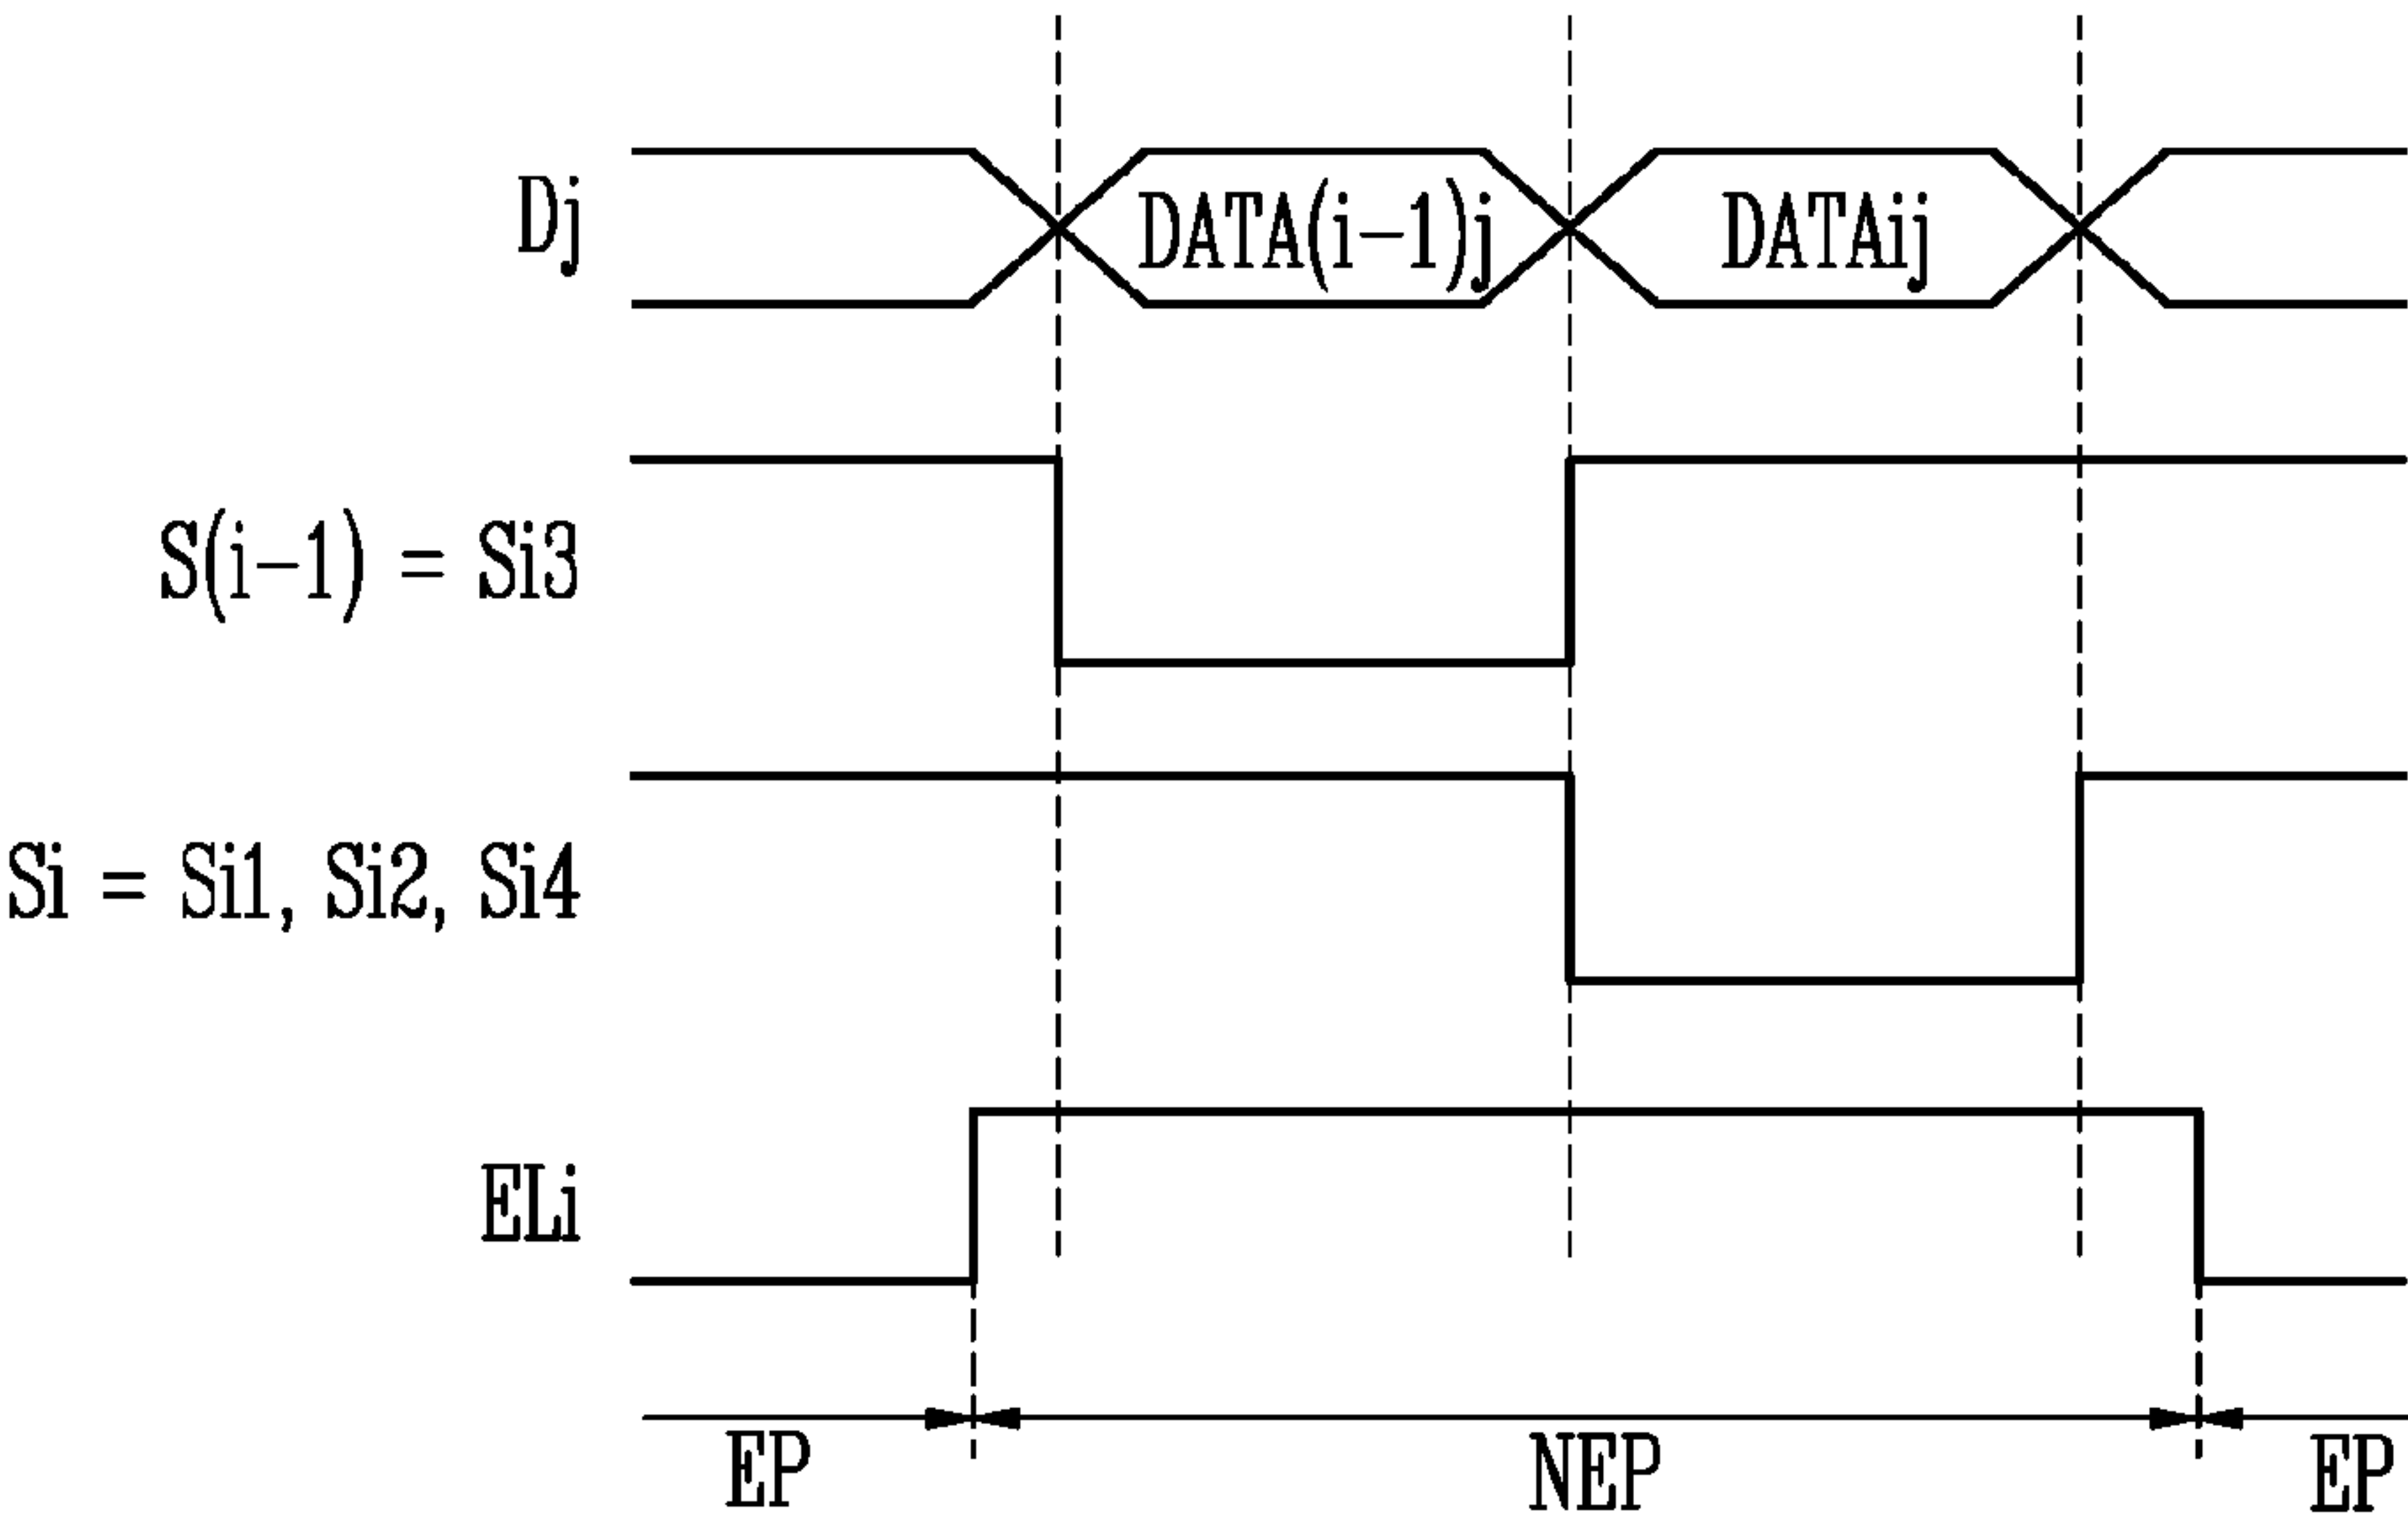 Dj
DATA(i-1)j
DATAij
S(i-1) = Si3
Si = Si1, Si2, Si4
ELi
EP
NEP
EP